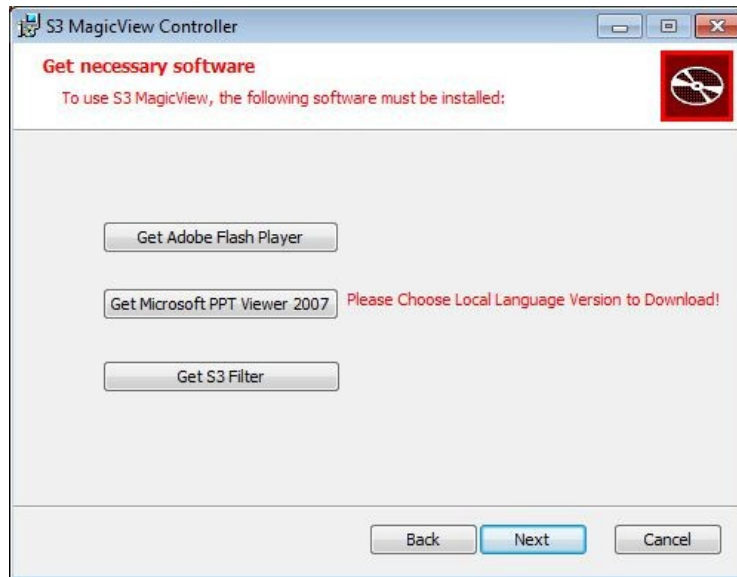 S3 MagicView Controller
Get necessary software
To use S3 MagicView, the following software must be installed:
Get Adobe Flash Player
Get Microsoft PPT Viewer 2007 Please Choose Local Language Version to Download!
Get S3 Filter
Back Next Cancel